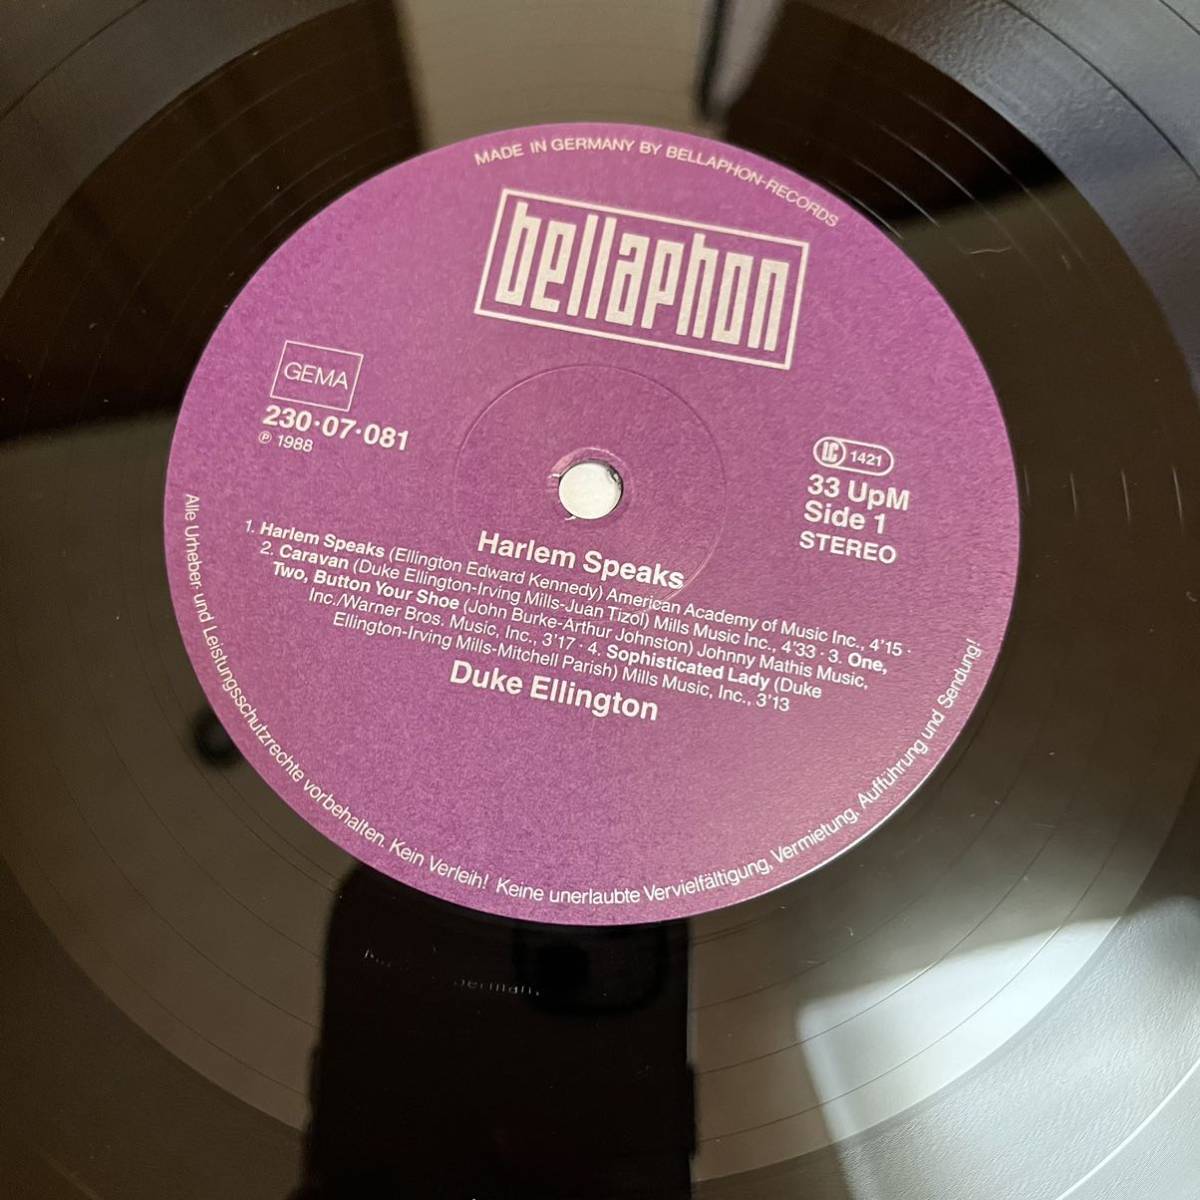 MADE IN GERMANY BY BELLAPHON-RECORDS
bellaphon
GEMA
230·07·081
℗ 1988
LC 1421
33 UpM
Side 1
STEREO
Harlem Speaks
1. Harlem Speaks (Ellington Edward Kennedy) American Academy of Music Inc., 4'15 ·
2. Caravan (Duke Ellington-Irving Mills-Juan Tizol) Mills Music Inc., 4'33 · 3. One,
Two, Button Your Shoe (John Burke-Arthur Johnston) Johnny Mathis Music,
Inc./Warner Bros. Music, Inc., 3'17 · 4. Sophisticated Lady (Duke
Ellington-Irving Mills-Mitchell Parish) Mills Music, Inc., 3'13
Duke Ellington
Alle Urheber- und Leistungsschutzrechte vorbehalten. Kein Verleih! Keine unerlaubte Vervielfältigung, Vermietung, Aufführung und Sendung!